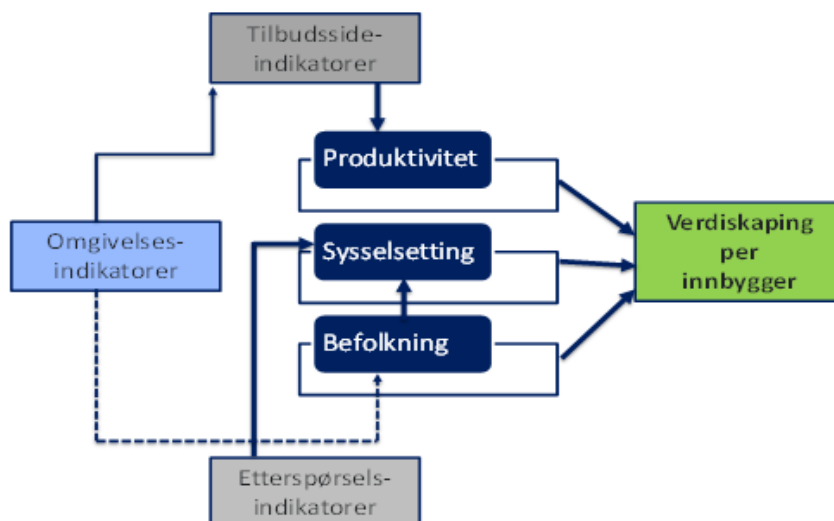 Tilbudsside-
indikatorer
Produktivitet
Omgivelses-
indikatorer
Sysselsetting
Verdiskaping
per
innbygger
Befolkning
Etterspørsels-
indikatorer